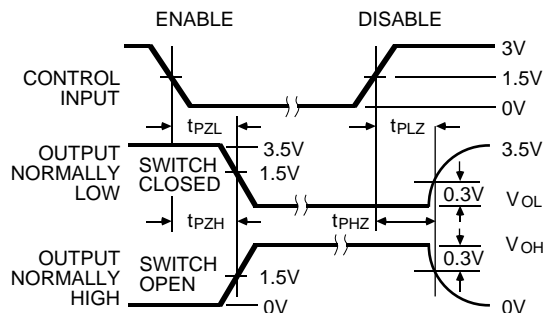 ENABLE DISABLE
3V
CONTROL INPUT
1.5V
0V
tPZL tPLZ
OUTPUT NORMALLY LOW
SWITCH CLOSED
3.5V
1.5V
3.5V
0.3V
VOL
tPZH tPHZ
OUTPUT NORMALLY HIGH
SWITCH OPEN
1.5V
0V
VOH
0.3V
0V